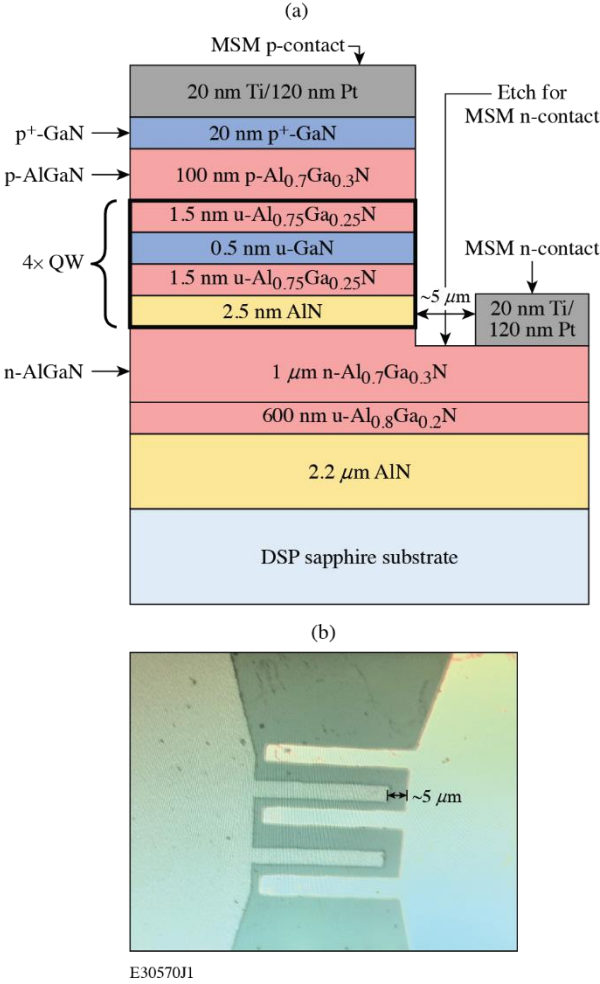 (a)
MSM p-contact
20 nm Ti/120 nm Pt
Etch for
MSM n-contact
p⁺-GaN
20 nm p⁺-GaN
p-AlGaN
100 nm p-Al₀.₇Ga₀.₃N
1.5 nm u-Al₀.₇₅Ga₀.₂₅N
4× QW
0.5 nm u-GaN
MSM n-contact
1.5 nm u-Al₀.₇₅Ga₀.₂₅N
~5 μm
2.5 nm AlN
20 nm Ti/
120 nm Pt
n-AlGaN
1 μm n-Al₀.₇Ga₀.₃N
600 nm u-Al₀.₈Ga₀.₂N
2.2 μm AlN
DSP sapphire substrate
(b)
~5 μm
E30570J1